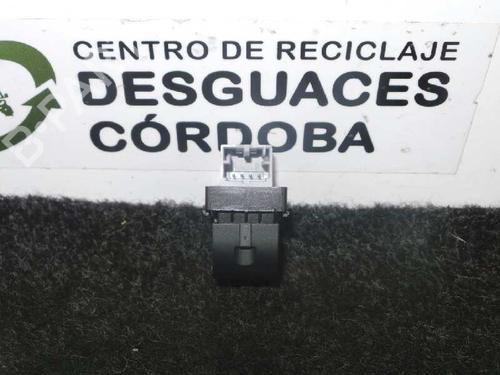 CENTRO DE RECICLAJE
DESGUACES
CÓRDOBA